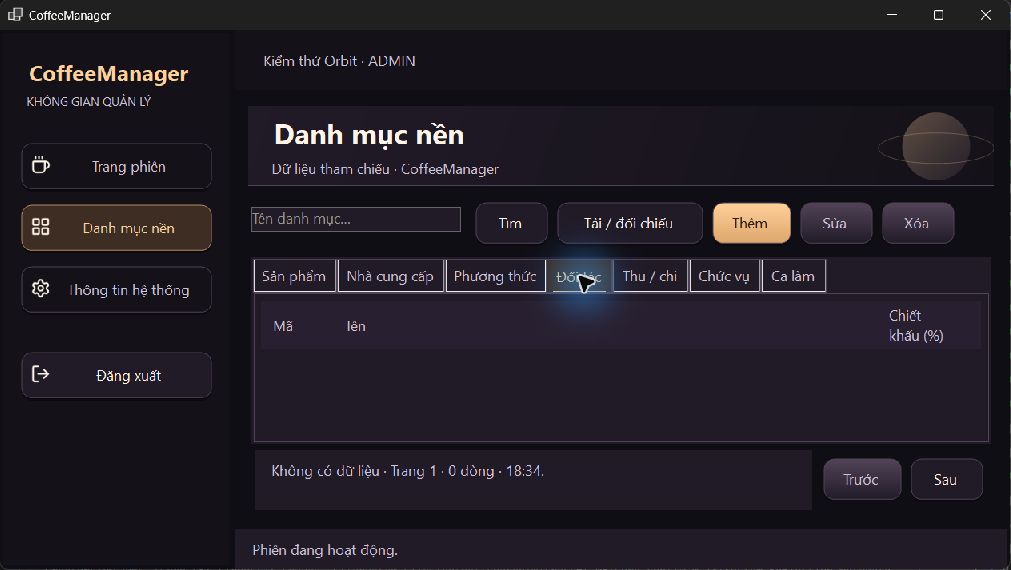 CoffeeManager
CoffeeManager
KHÔNG GIAN QUẢN LÝ
Trang phiên
Danh mục nền
Thông tin hệ thống
Đăng xuất
Kiểm thử Orbit · ADMIN
Danh mục nền
Dữ liệu tham chiếu · CoffeeManager
Tên danh mục...
Tìm
Tải / đối chiếu
Thêm
Sửa
Xóa
Sản phẩm
Nhà cung cấp
Phương thức
Đối tác
Thu / chi
Chức vụ
Ca làm
Mã
Tên
Chiết
khấu (%)
Không có dữ liệu · Trang 1 · 0 dòng · 18:34.
Trước
Sau
Phiên đang hoạt động.